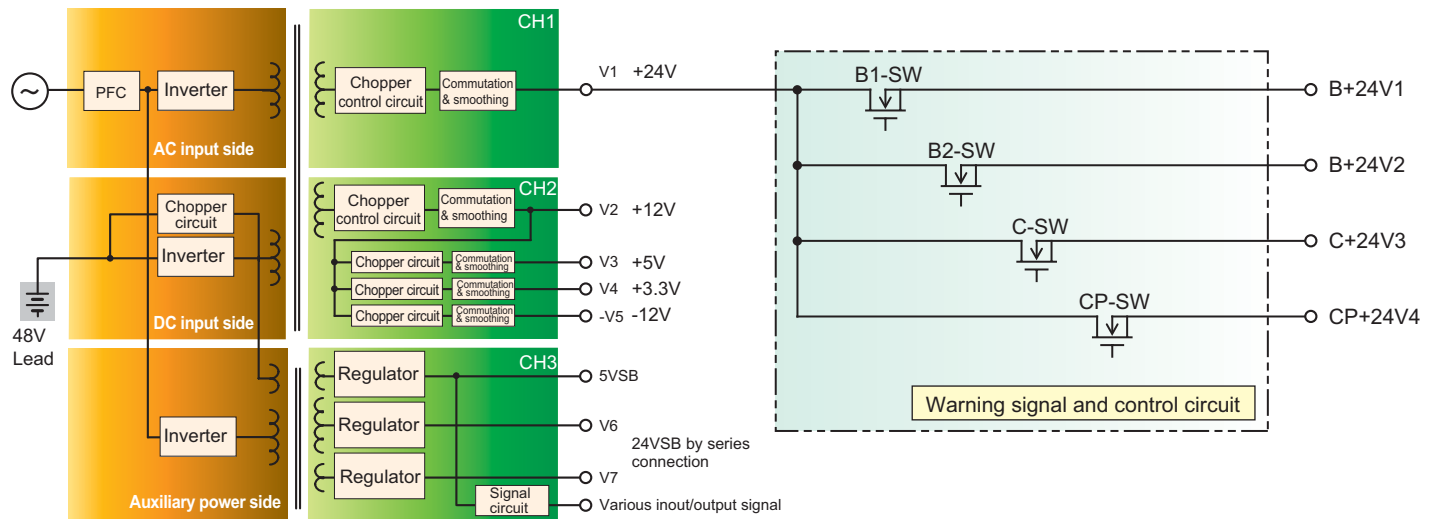 CH1
PFC
Inverter
Chopper
control circuit
Commutation
& smoothing
V1 +24V
AC input side
B1-SW
B+24V1
B2-SW
B+24V2
C-SW
C+24V3
CP-SW
CP+24V4
Warning signal and control circuit
CH2
Chopper
circuit
Inverter
Chopper
control circuit
Commutation
& smoothing
V2 +12V
Chopper circuit
Commutation
& smoothing
V3 +5V
Chopper circuit
Commutation
& smoothing
V4 +3.3V
Chopper circuit
Commutation
& smoothing
-V5 -12V
48V
Lead
DC input side
CH3
Regulator
5VSB
Inverter
Regulator
V6
24VSB by series
connection
Regulator
V7
Signal
circuit
Various inout/output signal
Auxiliary power side